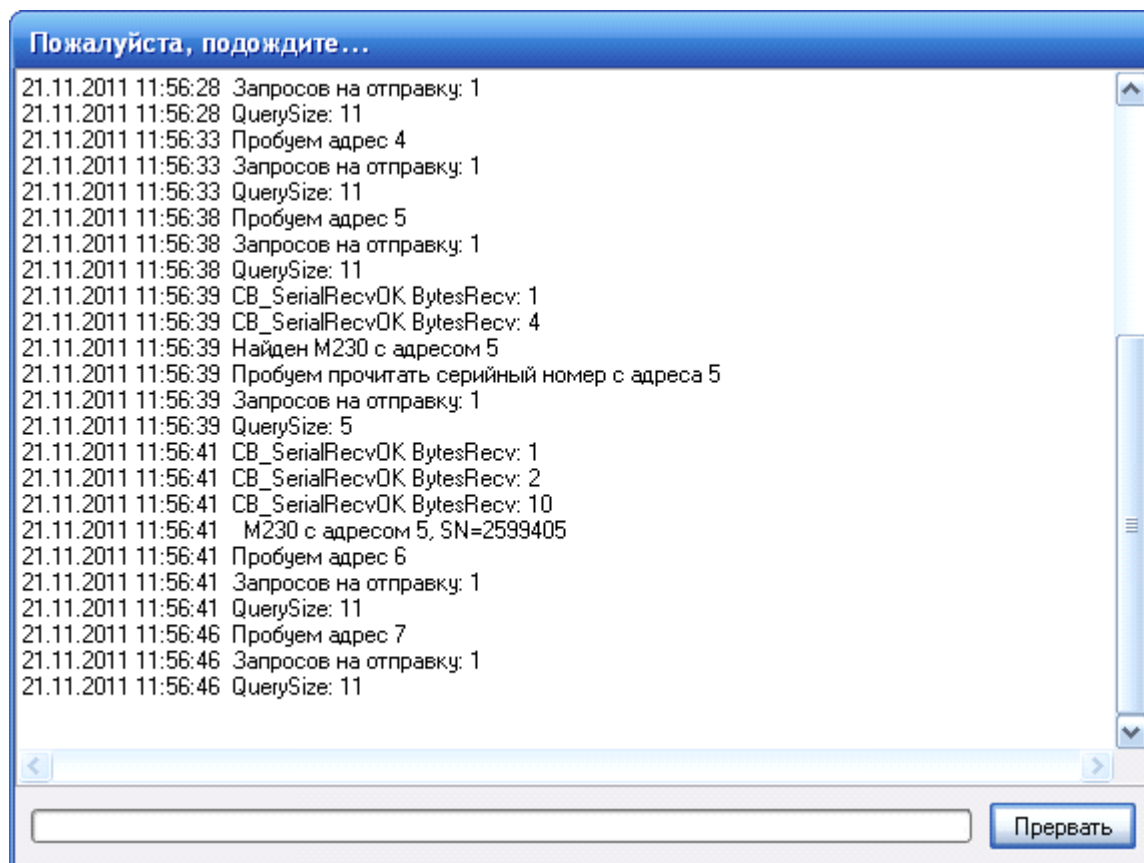 Пожалуйста, подождите...
21.11.2011 11:56:28 Запросов на отправку: 1
21.11.2011 11:56:28 QuerySize: 11
21.11.2011 11:56:33 Пробуем адрес 4
21.11.2011 11:56:33 Запросов на отправку: 1
21.11.2011 11:56:33 QuerySize: 11
21.11.2011 11:56:38 Пробуем адрес 5
21.11.2011 11:56:38 Запросов на отправку: 1
21.11.2011 11:56:38 QuerySize: 11
21.11.2011 11:56:39 CB_SerialRecvOK BytesRecv: 1
21.11.2011 11:56:39 CB_SerialRecvOK BytesRecv: 4
21.11.2011 11:56:39 Найден М230 с адресом 5
21.11.2011 11:56:39 Пробуем прочитать серийный номер с адреса 5
21.11.2011 11:56:39 Запросов на отправку: 1
21.11.2011 11:56:39 QuerySize: 5
21.11.2011 11:56:41 CB_SerialRecvOK BytesRecv: 1
21.11.2011 11:56:41 CB_SerialRecvOK BytesRecv: 2
21.11.2011 11:56:41 CB_SerialRecvOK BytesRecv: 10
21.11.2011 11:56:41 М230 с адресом 5, SN=2599405
21.11.2011 11:56:41 Пробуем адрес 6
21.11.2011 11:56:41 Запросов на отправку: 1
21.11.2011 11:56:41 QuerySize: 11
21.11.2011 11:56:46 Пробуем адрес 7
21.11.2011 11:56:46 Запросов на отправку: 1
21.11.2011 11:56:46 QuerySize: 11
Прервать